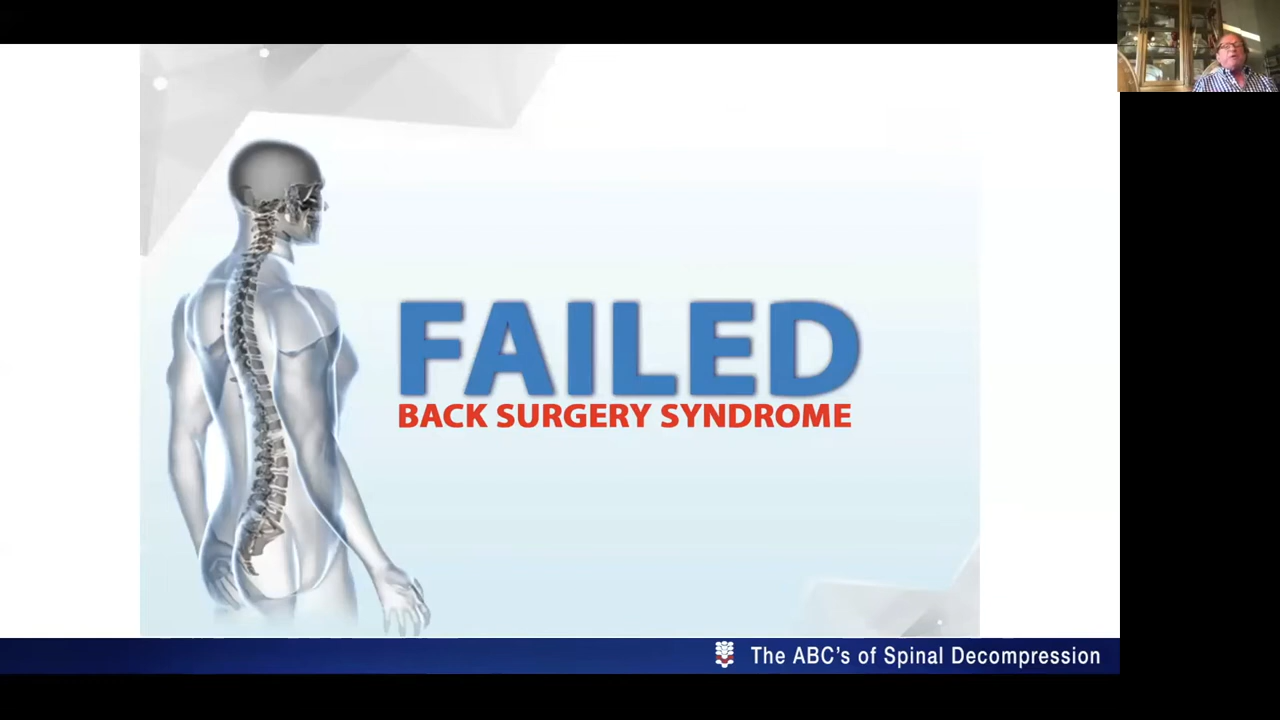 FAILED
BACK SURGERY SYNDROME
The ABC's of Spinal Decompression